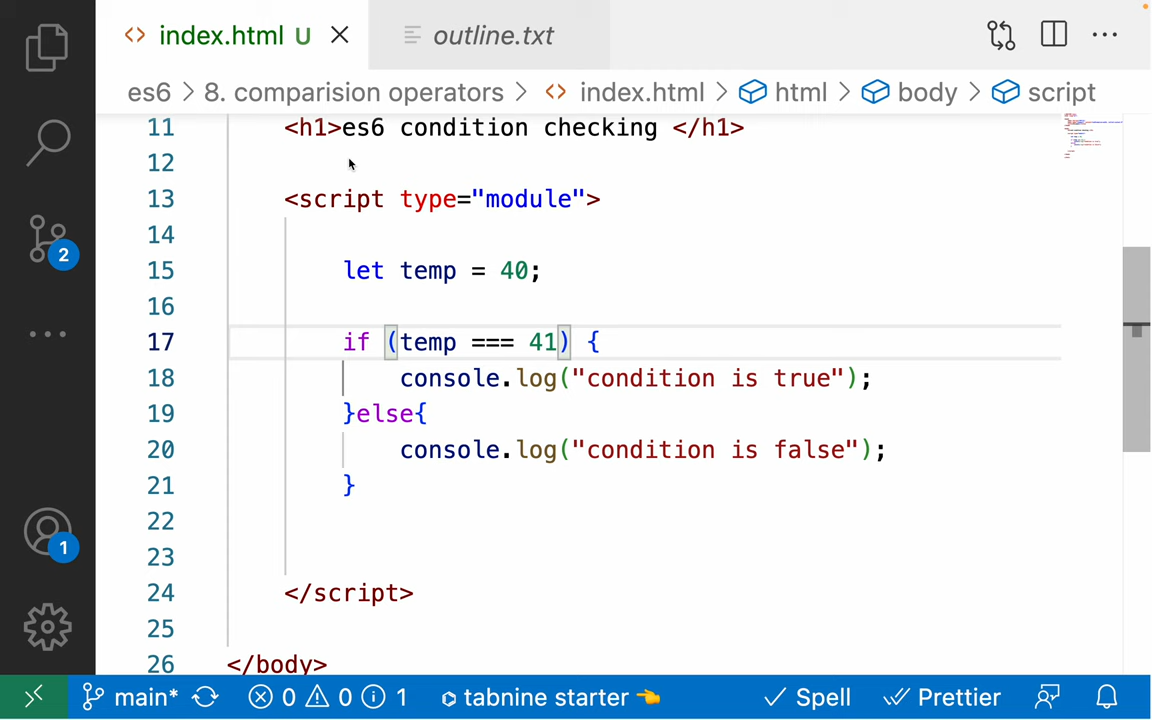 index.html U
outline.txt
es6 > 8. comparision operators > index.html > html > body > script
11 <h1>es6 condition checking </h1>
12
13 <script type="module">
14
15 let temp = 40;
16
17 if (temp === 41) {
18 console.log("condition is true");
19 }else{
20 console.log("condition is false");
21 }
22
23
24 </script>
25
26 </body>
2
1
main* 0 0 1 tabnine starter Spell Prettier